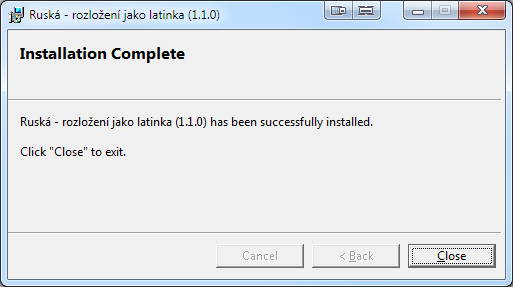 Ruská - rozložení jako latinka (1.1.0)
Installation Complete
Ruská - rozložení jako latinka (1.1.0) has been successfully installed.
Click "Close" to exit.
Cancel
< Back
Close